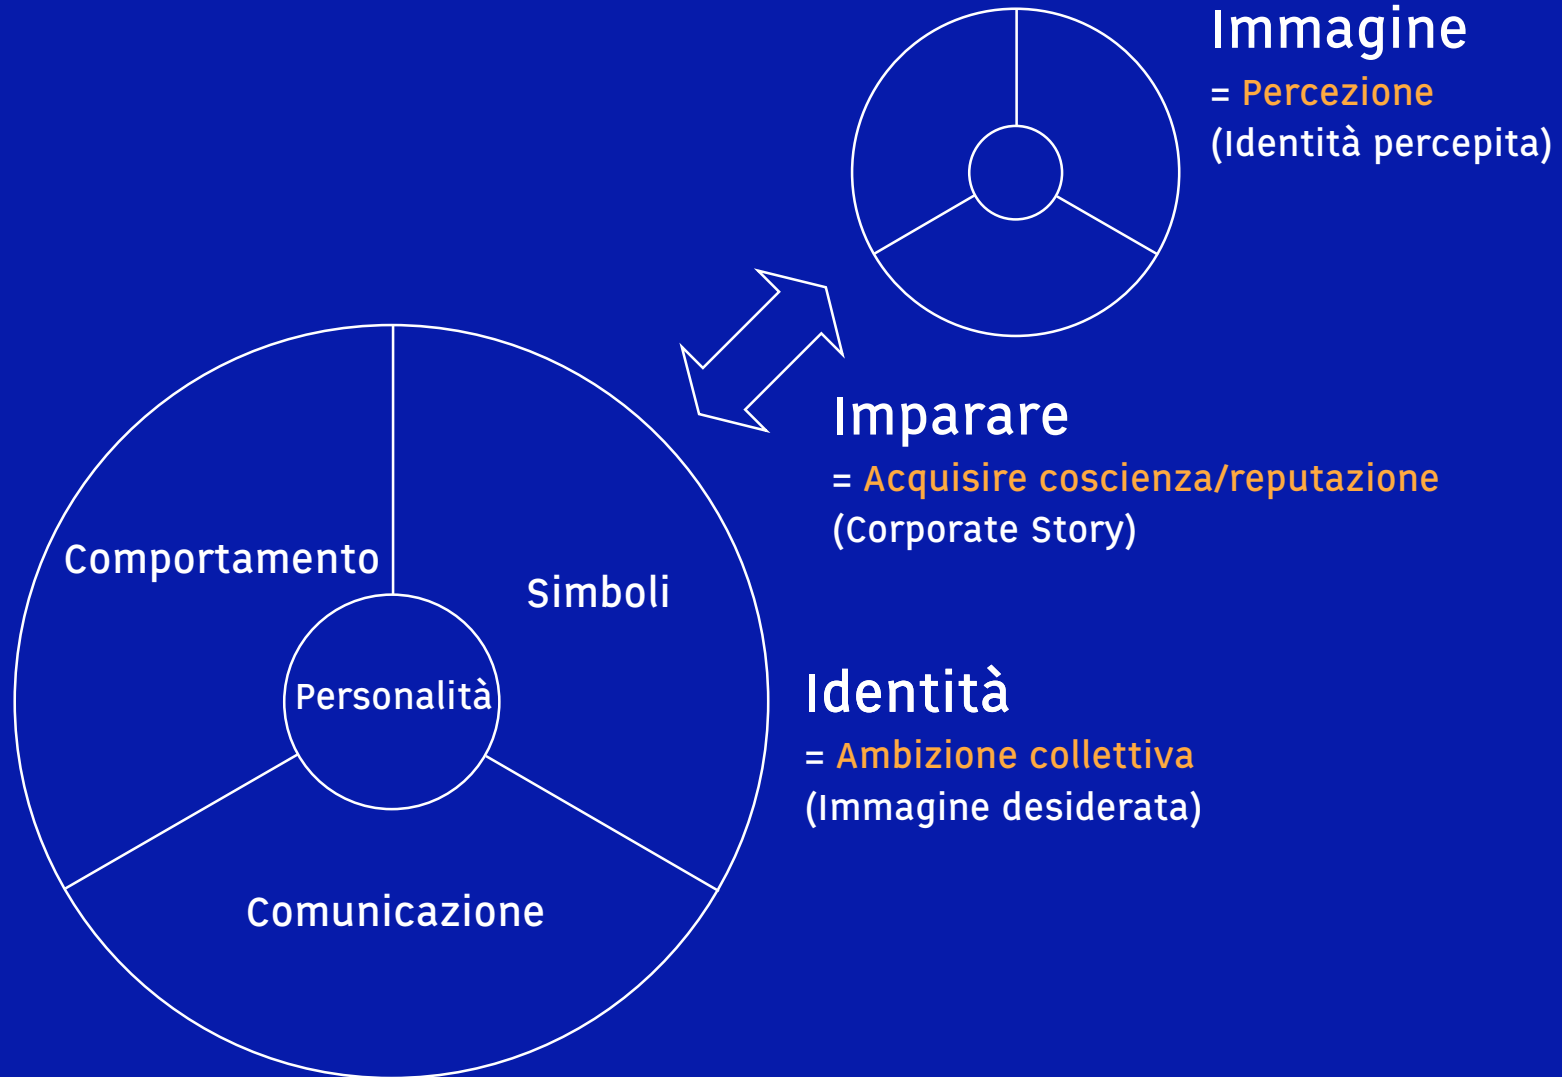 Immagine
= Percezione
(Identità percepita)
Imparare
= Acquisire coscienza/reputazione
(Corporate Story)
Comportamento
Simboli
Personalità
Identità
= Ambizione collettiva
(Immagine desiderata)
Comunicazione